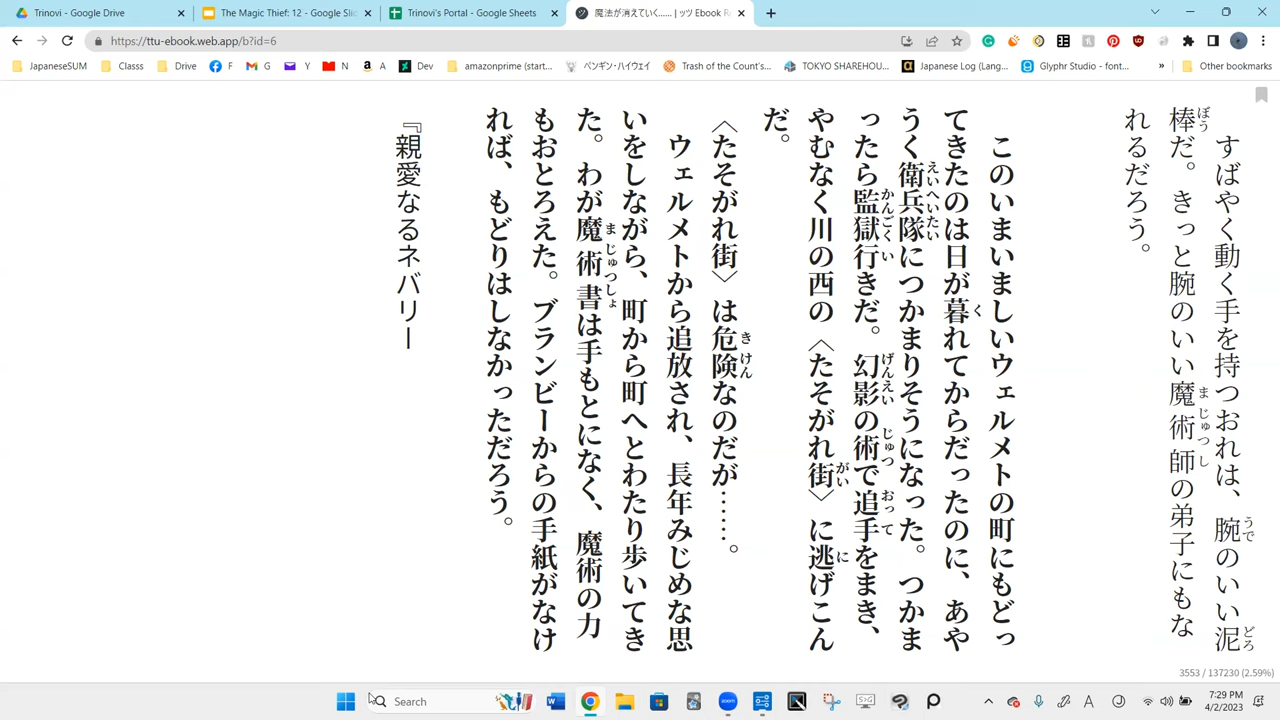 Trinovi - Google Drive
The Magic Thief: 12 - Google Slic
Trinovi's Portal - Google Sheets
魔法が消えていく…… | ッツ Ebook R
https://ttu-ebook.web.app/b?id=6
JapaneseSUM
Classs
Drive
F
G
Y
N
A
Dev
amazonprime (start...
ペンギン・ハイウェイ
Trash of the Count's...
TOKYO SHAREHOU...
Japanese Log (Lang...
Glyphr Studio - font...
»
Other bookmarks
すばやく動く手を持つおれは、腕のいい泥
棒だ。きっと腕のいい魔術師の弟子にもな
れるだろう。
このいまいましいウェルメトの町にもどっ
てきたのは日が暮れてからだったのに、あや
うく衛兵隊につかまりそうになった。つかま
ったら監獄行きだ。幻影の術で追手をまき、
やむなく川の西の〈たそがれ街〉に逃げこん
だ。
〈たそがれ街〉は危険なのだが……。
ウェルメトから追放され、長年みじめな思
いをしながら、町から町へとわたり歩いてき
た。わが魔術書は手もとになく、魔術の力
もおとろえた。ブランビーからの手紙がなけ
れば、もどりはしなかっただろう。
『親愛なるネバリー
3553 / 137230 (2.59%)
Search
7:29 PM
4/2/2023